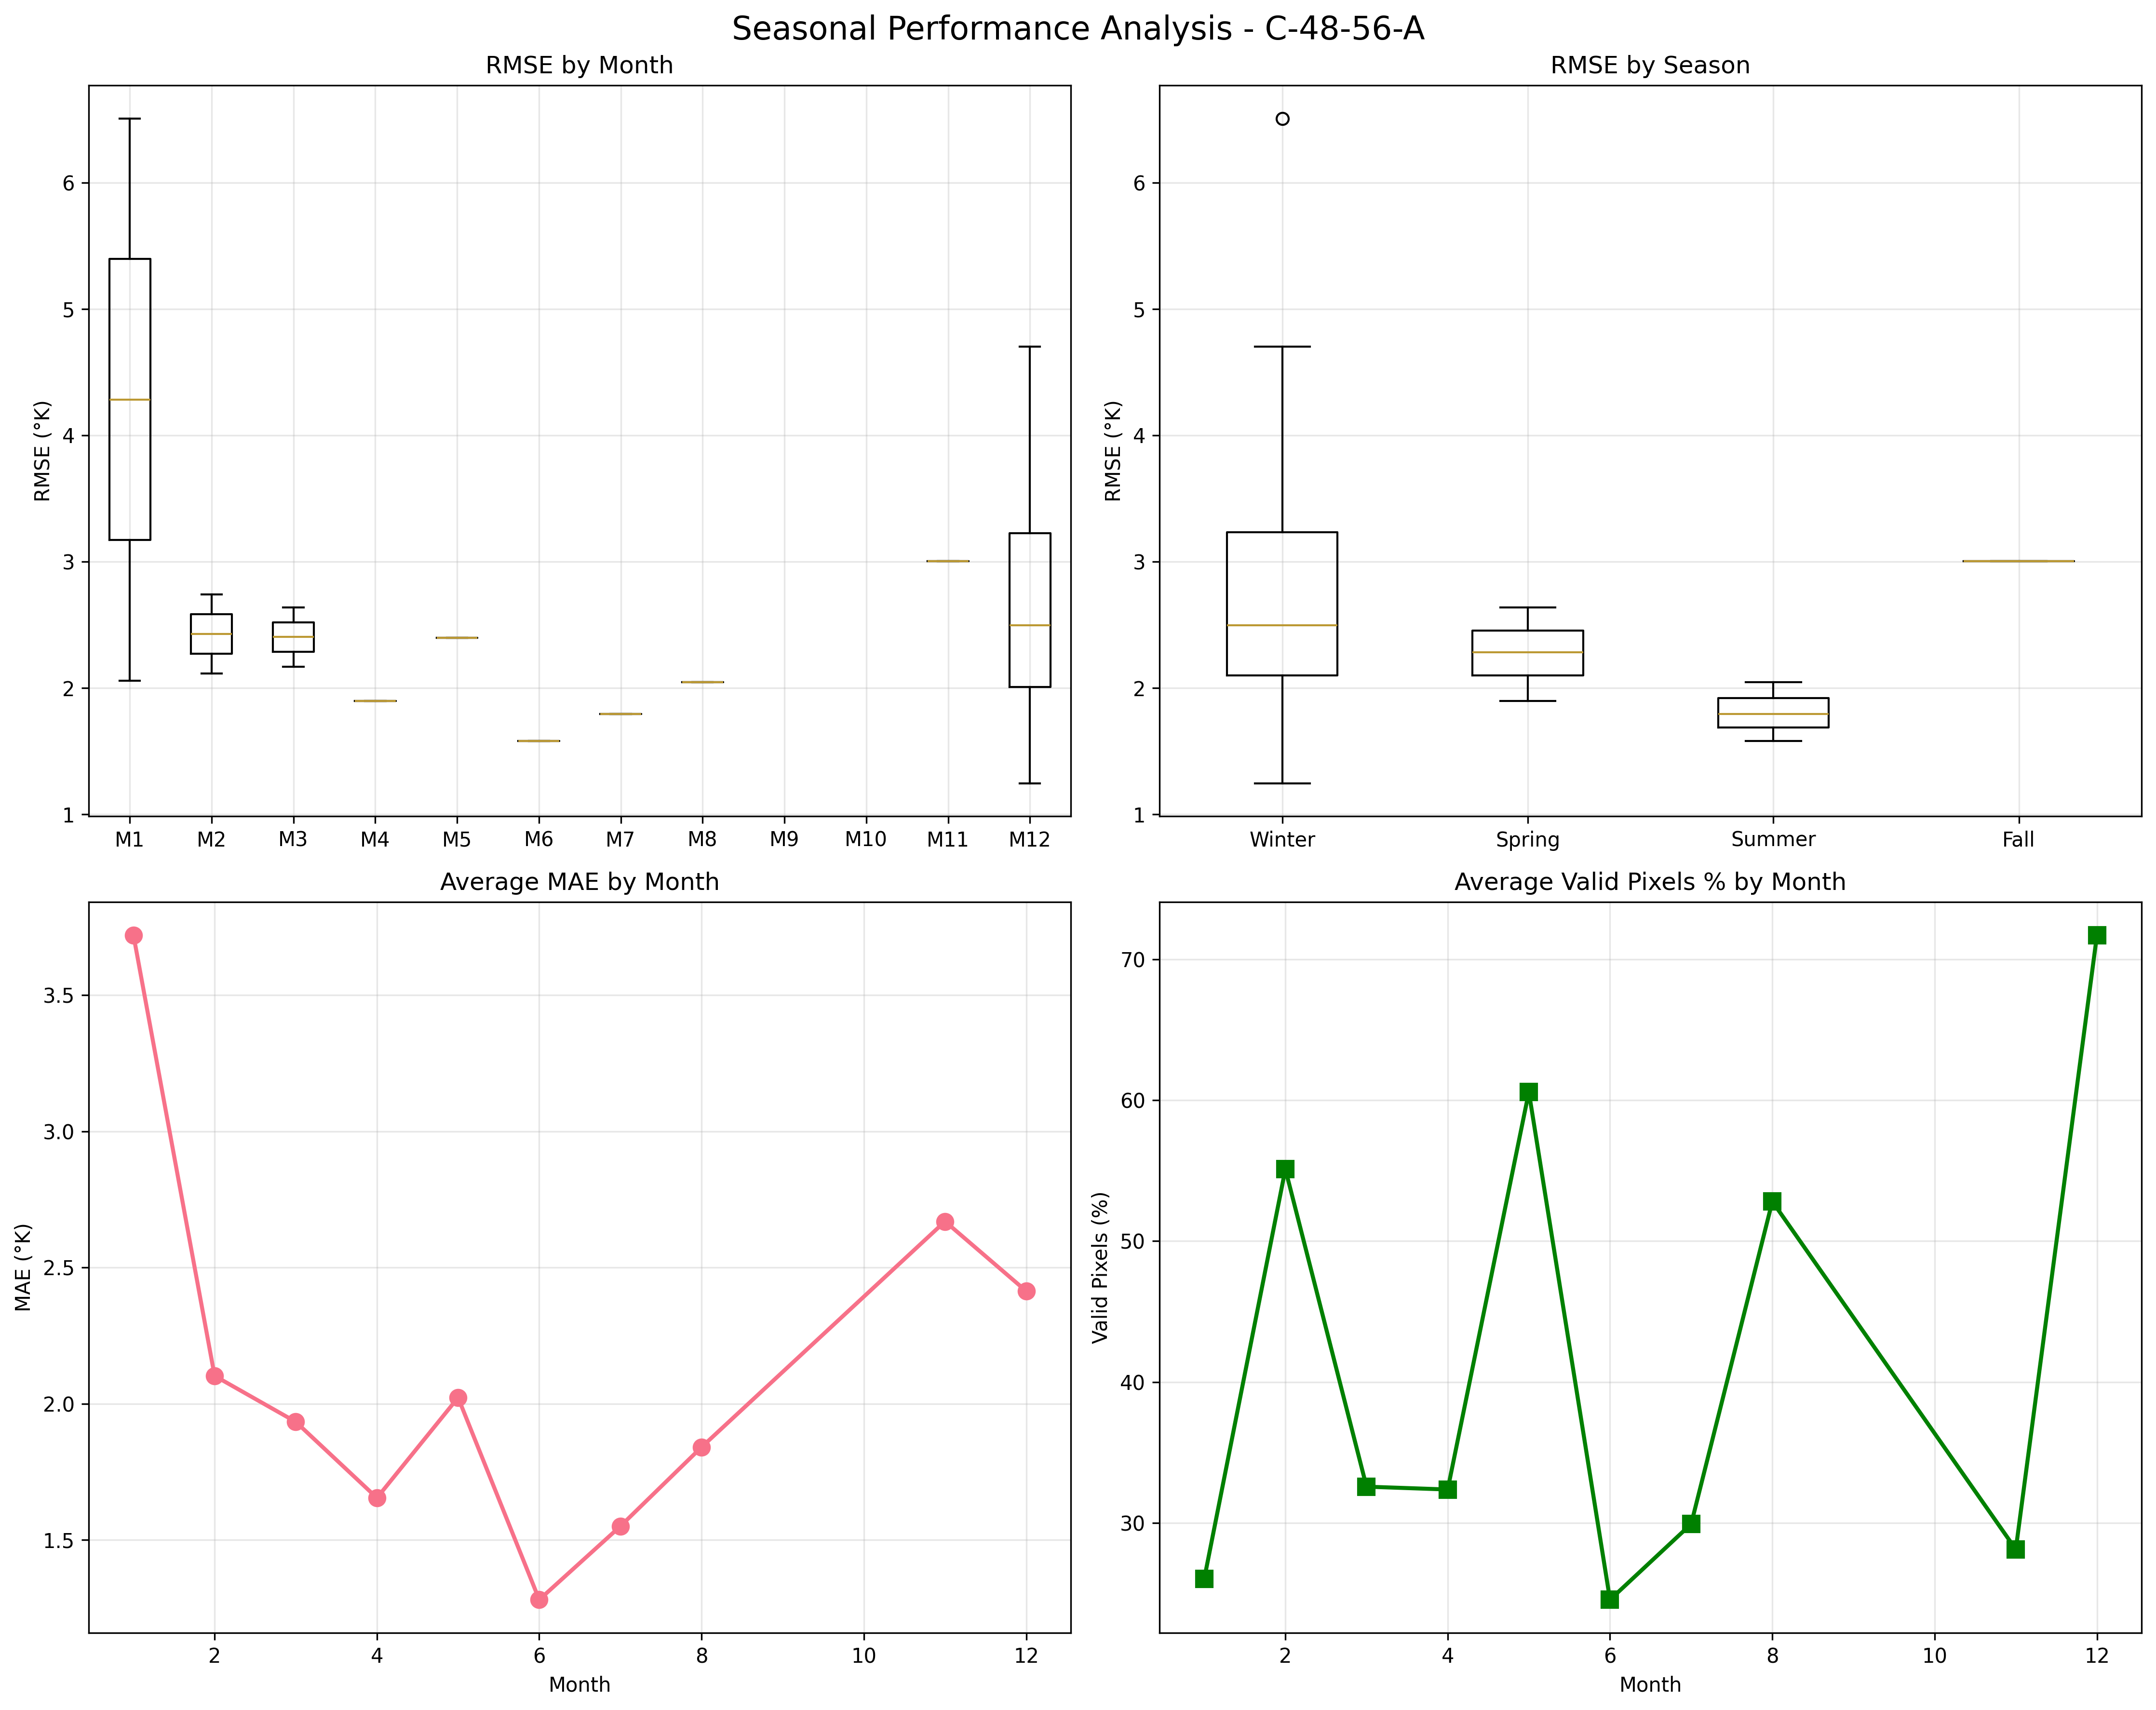 Seasonal Performance Analysis - C-48-56-A
RMSE by Month
RMSE (°K)
6
5
4
3
2
1
M1 M2 M3 M4 M5 M6 M7 M8 M9 M10 M11 M12
RMSE by Season
RMSE (°K)
6
5
4
3
2
1
Winter Spring Summer Fall
Average MAE by Month
MAE (°K)
3.5
3.0
2.5
2.0
1.5
2 4 6 8 10 12
Month
Average Valid Pixels % by Month
Valid Pixels (%)
70
60
50
40
30
2 4 6 8 10 12
Month